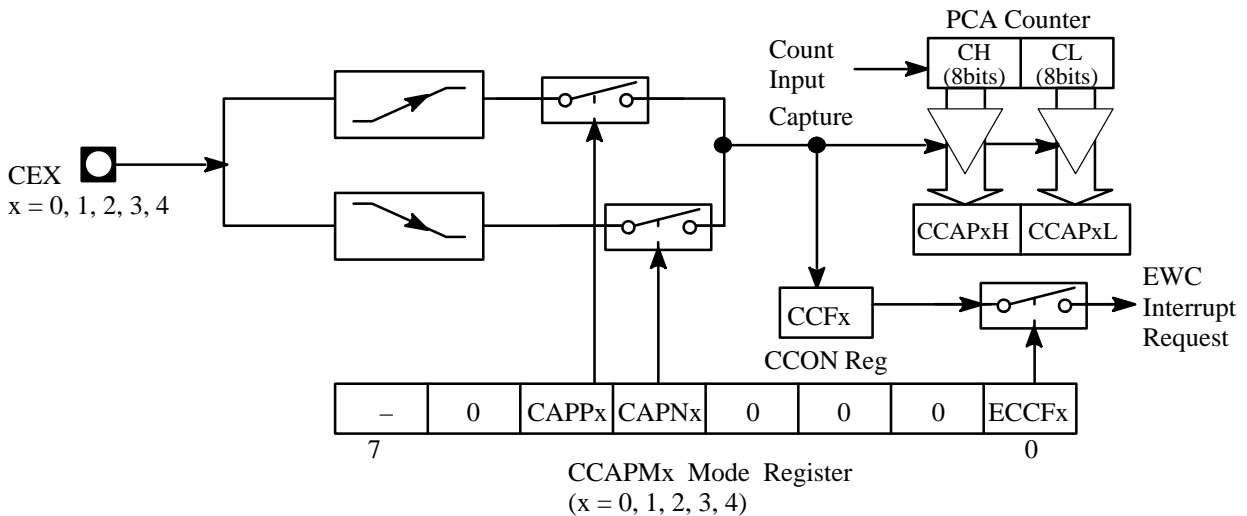 PCA Counter
Count
Input
CH
(8bits)
CL
(8bits)
Capture
CEX
x = 0, 1, 2, 3, 4
CCAPxH
CCAPxL
CCFx
CCON Reg
EWC
Interrupt
Request
– 0 CAPPx CAPNx 0 0 0 ECCFx
7 0
CCAPMx Mode Register
(x = 0, 1, 2, 3, 4)